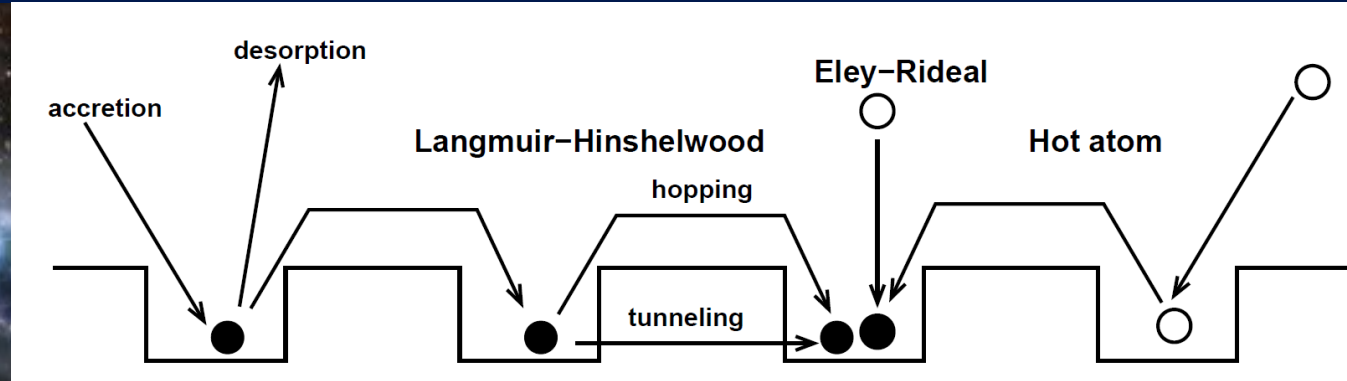 desorption
accretion
Eley−Rideal
Langmuir−Hinshelwood
Hot atom
hopping
tunneling